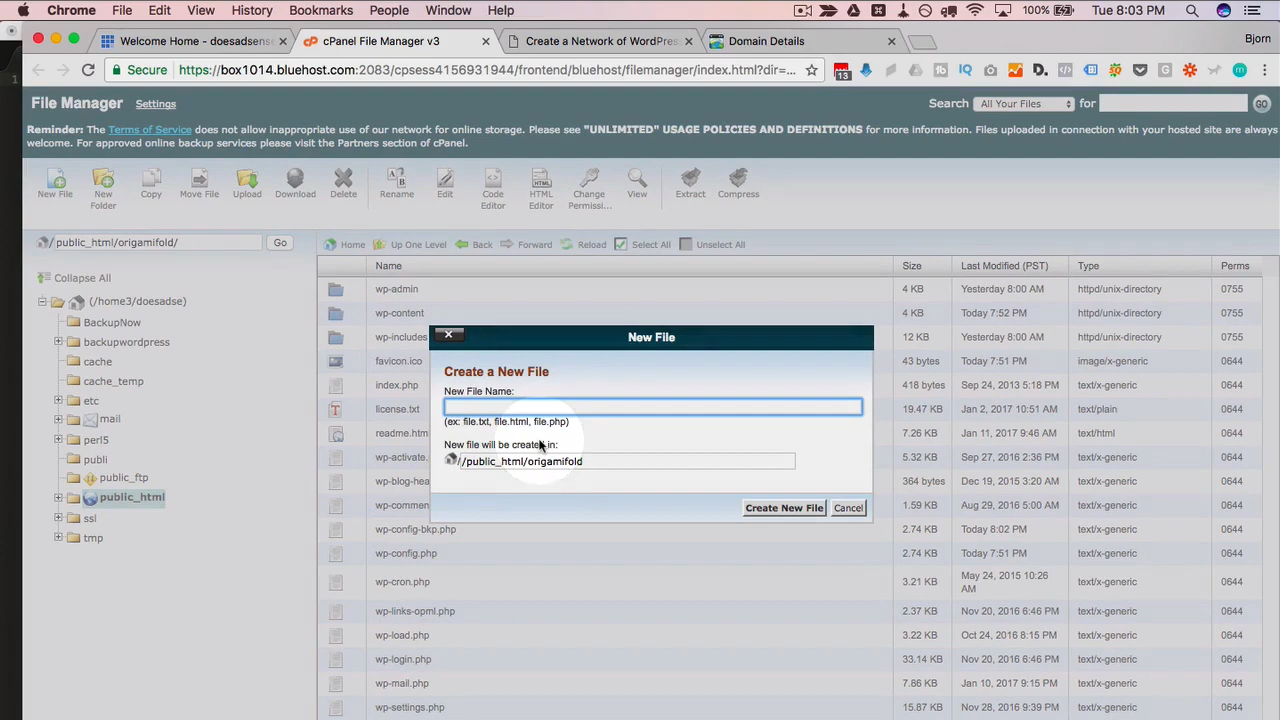 Chrome File Edit View History Bookmarks People Window Help 100% Tue 8:03 PM
Welcome Home - doesadsens × cPanel File Manager v3 × Create a Network of WordPres × Domain Details ×
Bjorn
Secure https://box1014.bluehost.com:2083/cpsess4156931944/frontend/bluehost/filemanager/index.html?dir=... 13
File Manager Settings Search All Your Files for GO
Reminder: The Terms of Service does not allow inappropriate use of our network for online storage. Please see "UNLIMITED" USAGE POLICIES AND DEFINITIONS for more information. Files uploaded in connection with your hosted site are always
welcome. For approved online backup services please visit the Partners section of cPanel.
New File New Folder Copy Move File Upload Download Delete Rename Edit Code Editor HTML Editor Change Permissi... View Extract Compress
/ public_html/origamifold/ Go Home Up One Level Back Forward Reload Select All Unselect All
Collapse All
(/home3/doesadse)
BackupNow
backupwordpress
cache
cache_temp
etc
mail
perl5
publi
public_ftp
public_html
ssl
tmp
Name Size Last Modified (PST) Type Perms
wp-admin 4 KB Yesterday 8:00 AM httpd/unix-directory 0755
wp-content 4 KB Today 7:52 PM httpd/unix-directory 0755
wp-includes 12 KB Yesterday 8:00 AM httpd/unix-directory 0755
favicon.ico 43 bytes Today 7:51 PM image/x-generic 0644
index.php 418 bytes Sep 24, 2013 5:18 PM text/x-generic 0644
license.txt 19.47 KB Jan 2, 2017 10:51 AM text/plain 0644
readme.htm 7.26 KB Jan 11, 2017 9:46 AM text/html 0644
wp-activate. 5.32 KB Sep 27, 2016 2:36 PM text/x-generic 0644
wp-blog-hea 364 bytes Dec 19, 2015 3:20 AM text/x-generic 0644
wp-commen 1.59 KB Aug 29, 2016 5:00 AM text/x-generic 0644
wp-config-bkp.php 2.74 KB Today 8:02 PM text/x-generic 0644
wp-config.php 2.74 KB Today 7:51 PM text/x-generic 0644
wp-cron.php 3.21 KB May 24, 2015 10:26 AM text/x-generic 0644
wp-links-opml.php 2.37 KB Nov 20, 2016 6:46 PM text/x-generic 0644
wp-load.php 3.22 KB Oct 24, 2016 8:15 PM text/x-generic 0644
wp-login.php 33.14 KB Nov 20, 2016 6:46 PM text/x-generic 0644
wp-mail.php 7.86 KB Jan 10, 2017 9:15 PM text/x-generic 0644
wp-settings.php 15.87 KB Nov 28, 2016 9:39 PM text/x-generic 0644
New File
Create a New File
New File Name:
(ex: file.txt, file.html, file.php)
New file will be created in:
//public_html/origamifold
Create New File Cancel